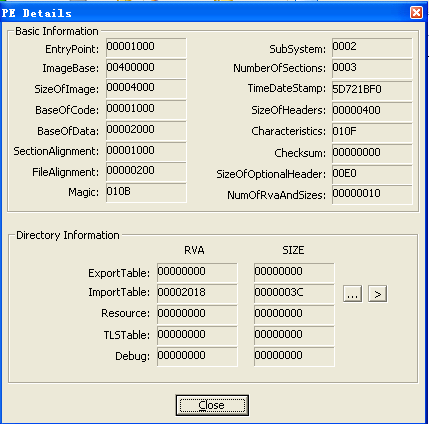 PE Details
Basic Information
EntryPoint: 00001000 SubSystem: 0002
ImageBase: 00400000 NumberOfSections: 0003
SizeOfImage: 00004000 TimeDateStamp: 5D721BF0
BaseOfCode: 00001000 SizeOfHeaders: 00000400
BaseOfData: 00002000 Characteristics: 010F
SectionAlignment: 00001000 Checksum: 00000000
FileAlignment: 00000200 SizeOfOptionalHeader: 00E0
Magic: 010B NumOfRvaAndSizes: 00000010
Directory Information
RVA SIZE
ExportTable: 00000000 00000000
ImportTable: 00002018 0000003C ... >
Resource: 00000000 00000000
TLSTable: 00000000 00000000
Debug: 00000000 00000000
Close